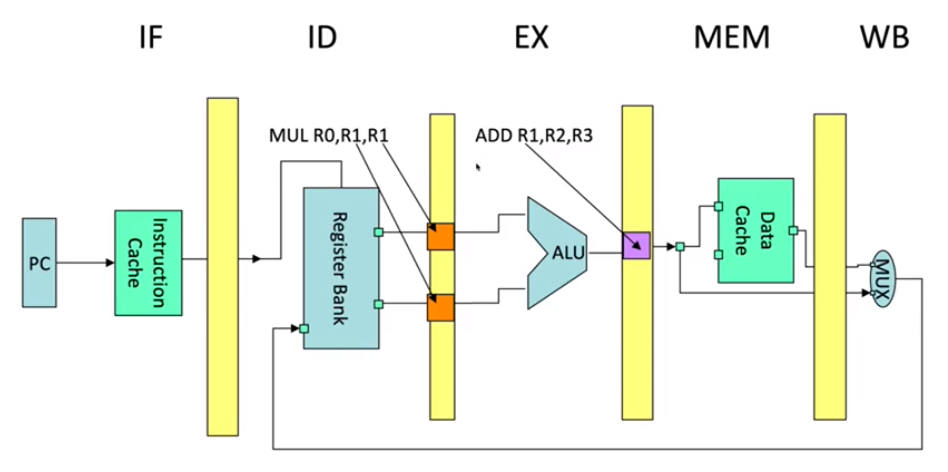 IF
ID
EX
MEM
WB
MUL R0,R1,R1
ADD R1,R2,R3
PC
Instruction
Cache
Register Bank
ALU
Data
Cache
MUX